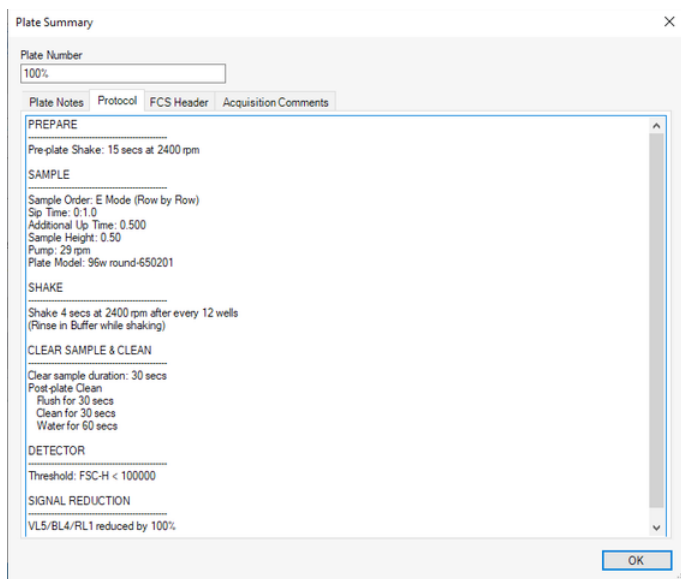 Plate Summary
Plate Number
100%
Plate Notes Protocol FCS Header Acquisition Comments
PREPARE
Pre-plate Shake: 15 secs at 2400 rpm
SAMPLE
Sample Order: E Mode (Row by Row)
Sip Time: 0:1.0
Additional Up Time: 0.500
Sample Height: 0.50
Pump: 29 rpm
Plate Model: 96w round-650201
SHAKE
Shake 4 secs at 2400 rpm after every 12 wells
(Rinse in Buffer while shaking)
CLEAR SAMPLE & CLEAN
Clear sample duration: 30 secs
Post-plate Clean
Flush for 30 secs
Clean for 30 secs
Water for 60 secs
DETECTOR
Threshold: FSC-H < 100000
SIGNAL REDUCTION
VL5/BL4/RL1 reduced by 100%
OK